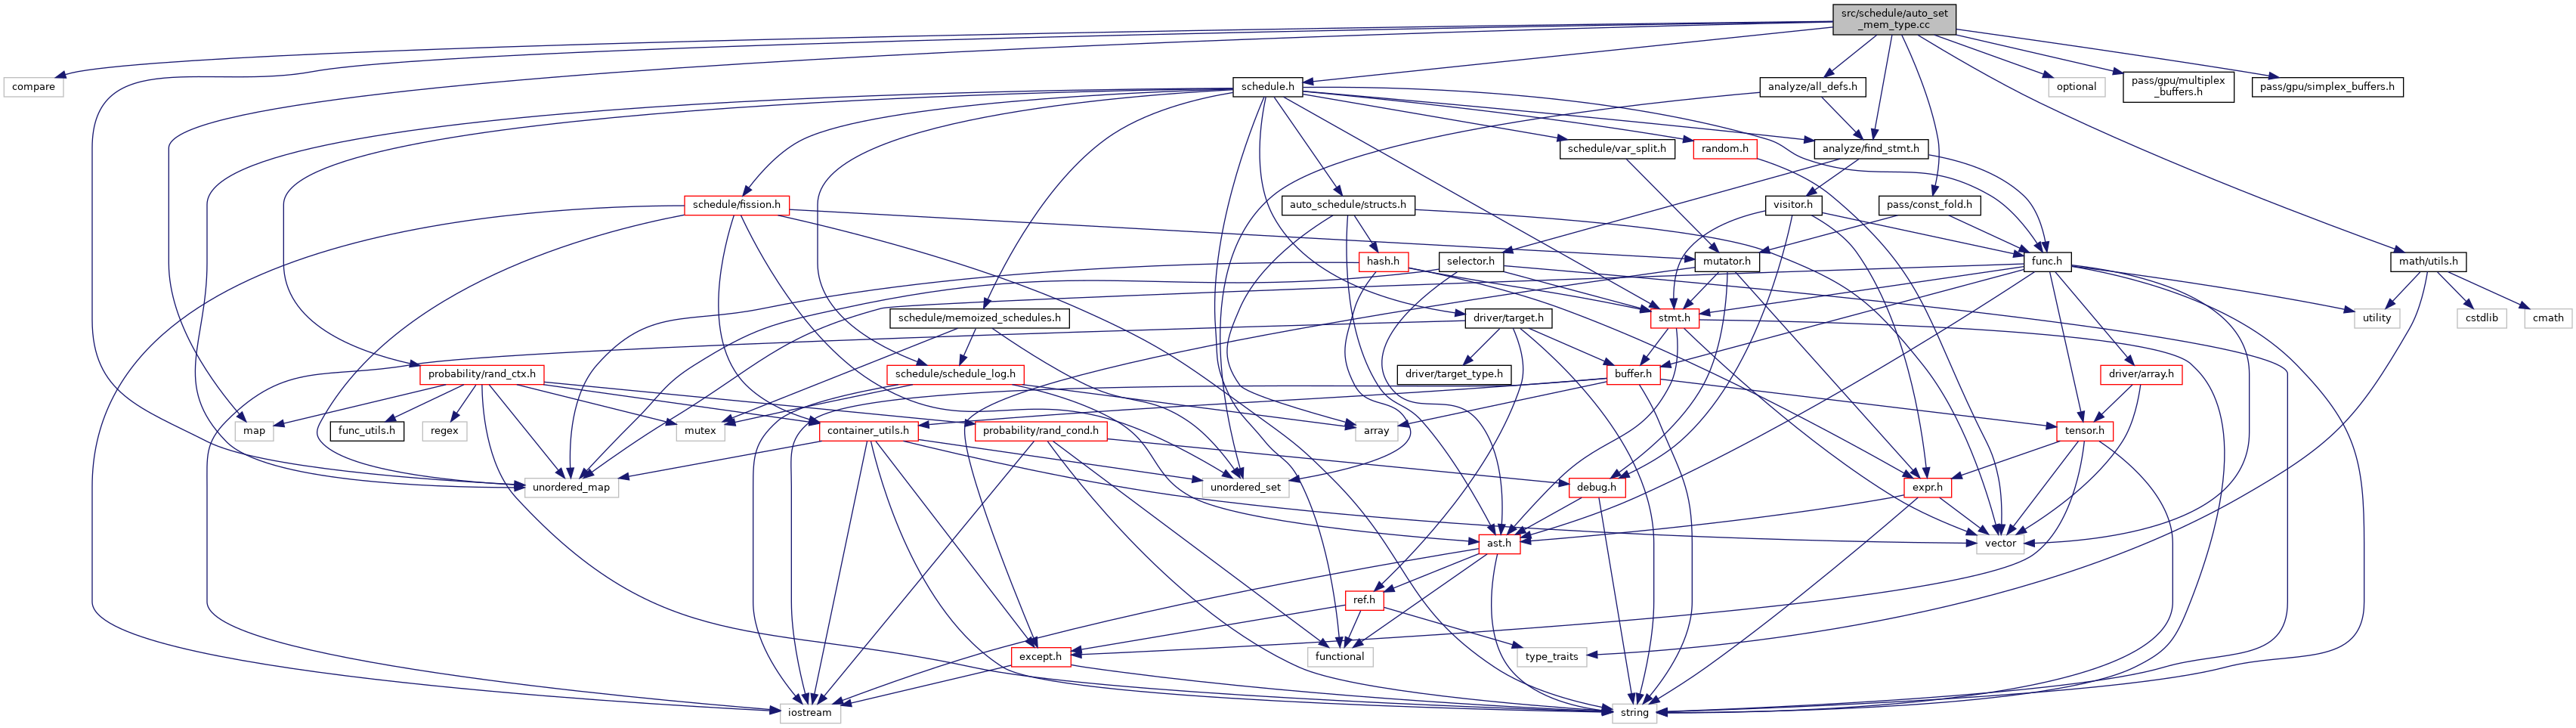 src/schedule/auto_set
_mem_type.cc
compare
schedule.h
analyze/all_defs.h
optional
pass/gpu/multiplex
_buffers.h
pass/gpu/simplex_buffers.h
schedule/var_split.h
random.h
analyze/find_stmt.h
schedule/fission.h
auto_schedule/structs.h
visitor.h
pass/const_fold.h
hash.h
selector.h
mutator.h
func.h
math/utils.h
schedule/memoized_schedules.h
driver/target.h
stmt.h
utility
cstdlib
cmath
probability/rand_ctx.h
schedule/schedule_log.h
driver/target_type.h
buffer.h
driver/array.h
map
func_utils.h
regex
mutex
container_utils.h
probability/rand_cond.h
array
tensor.h
unordered_map
unordered_set
debug.h
expr.h
ast.h
vector
ref.h
except.h
functional
type_traits
iostream
string